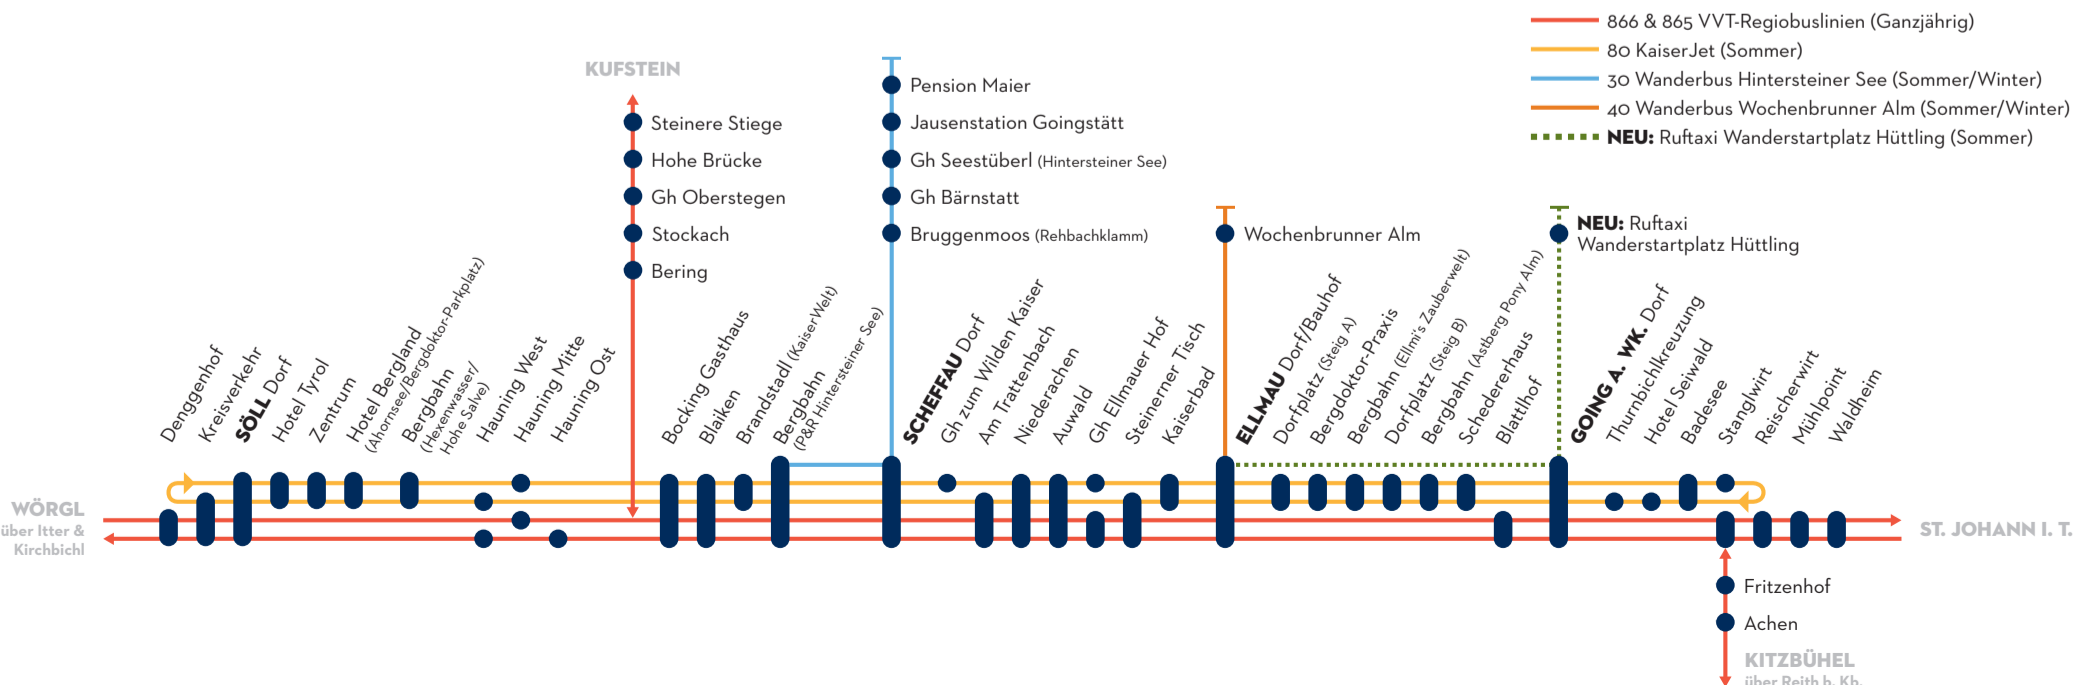 866 & 865 VVT-Regiobuslinien (Ganzjährig)
80 KaiserJet (Sommer)
30 Wanderbus Hintersteiner See (Sommer/Winter)
40 Wanderbus Wochenbrunner Alm (Sommer/Winter)
NEU: Ruftaxi Wanderstartplatz Hüttling (Sommer)
KUFSTEIN
Steinere Stiege
Hohe Brücke
Gh Oberstegen
Stockach
Bering
Pension Maier
Jausenstation Goingstätt
Gh Seestüberl (Hintersteiner See)
Gh Bärnstatt
Bruggenmoos (Rehbachklamm)
Wochenbrunner Alm
NEU: Ruftaxi
Wanderstartplatz Hüttling
Denggenhof
Kreisverkehr
SÖLL Dorf
Hotel Tyrol
Zentrum
Hotel Bergland
(Ahornsee/Bergdoktor-Parkplatz)
Bergbahn
(Hexenwasser/
Hohe Salve)
Hauning West
Hauning Mitte
Hauning Ost
Bocking Gasthaus
Blaiken
Brandstadl (KaiserWelt)
Bergbahn
(P&R Hintersteiner See)
SCHEFFAU Dorf
Gh zum Wilden Kaiser
Am Trattenbach
Niederachen
Auwald
Gh Ellmauer Hof
Steinerner Tisch
Kaiserbad
ELLMAU Dorf/Bauhof
Dorfplatz (Steig A)
Bergdoktor-Praxis
Bergbahn (Ellmi's Zauberwelt)
Dorfplatz (Steig B)
Bergbahn (Astberg Pony Alm)
Schedererhaus
Blattlhof
GOING A. WK. Dorf
Thurnbichlkreuzung
Hotel Seiwald
Badesee
Stanglwirt
Reischerwirt
Mühlpoint
Waldheim
WÖRGL
über Itter &
Kirchbichl
ST. JOHANN I. T.
Fritzenhof
Achen
KITZBÜHEL
über Reith b. Kb.